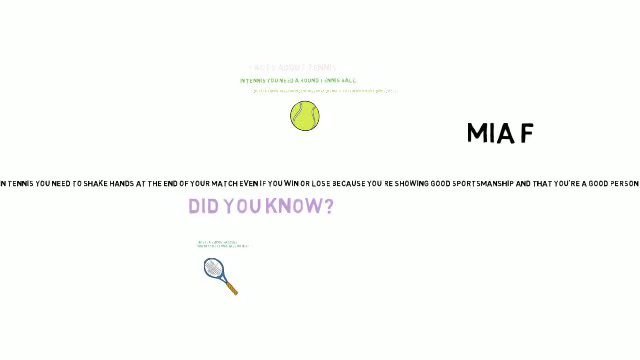 FACTS ABOUT TENNIS
IN TENNIS YOU NEED A ROUND TENNIS BALL
MIA F
IN TENNIS YOU NEED TO SHAKE HANDS AT THE END OF YOUR MATCH EVEN IF YOU WIN OR LOSE BECAUSE YOU'RE SHOWING GOOD SPORTSMANSHIP AND THAT YOU'RE A GOOD PERSON
DID YOU KNOW?